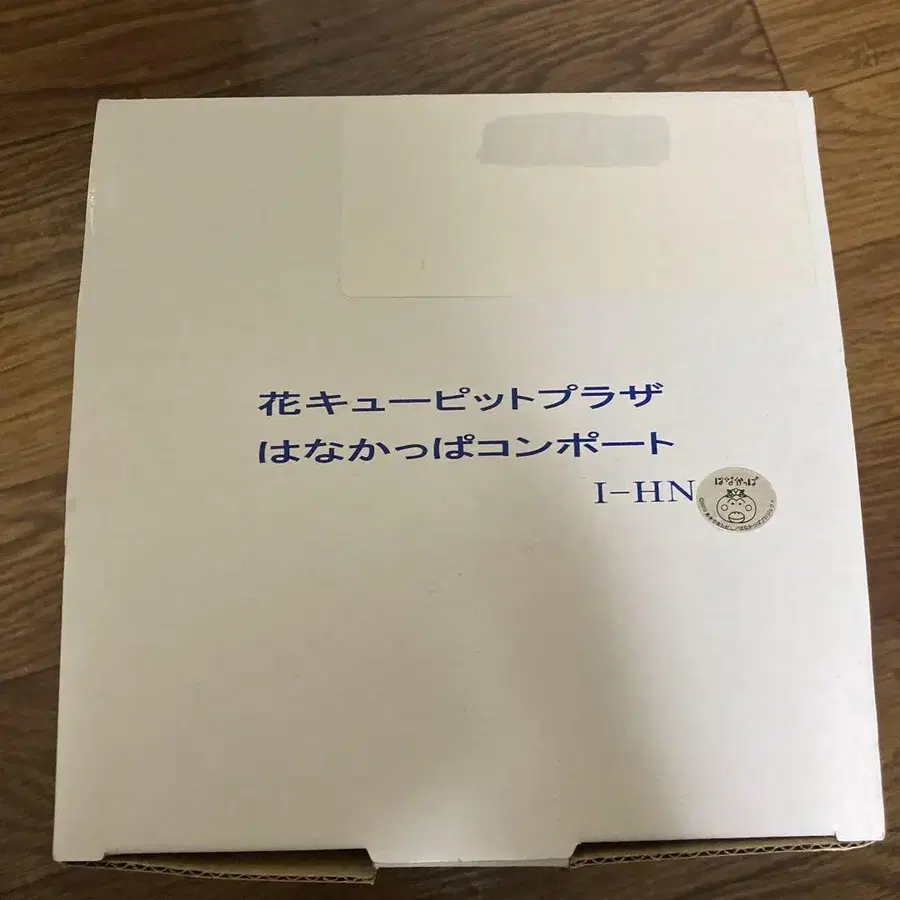 花キューピットプラザ
はなかっぱコンポート
I-HN
はなかっぱ